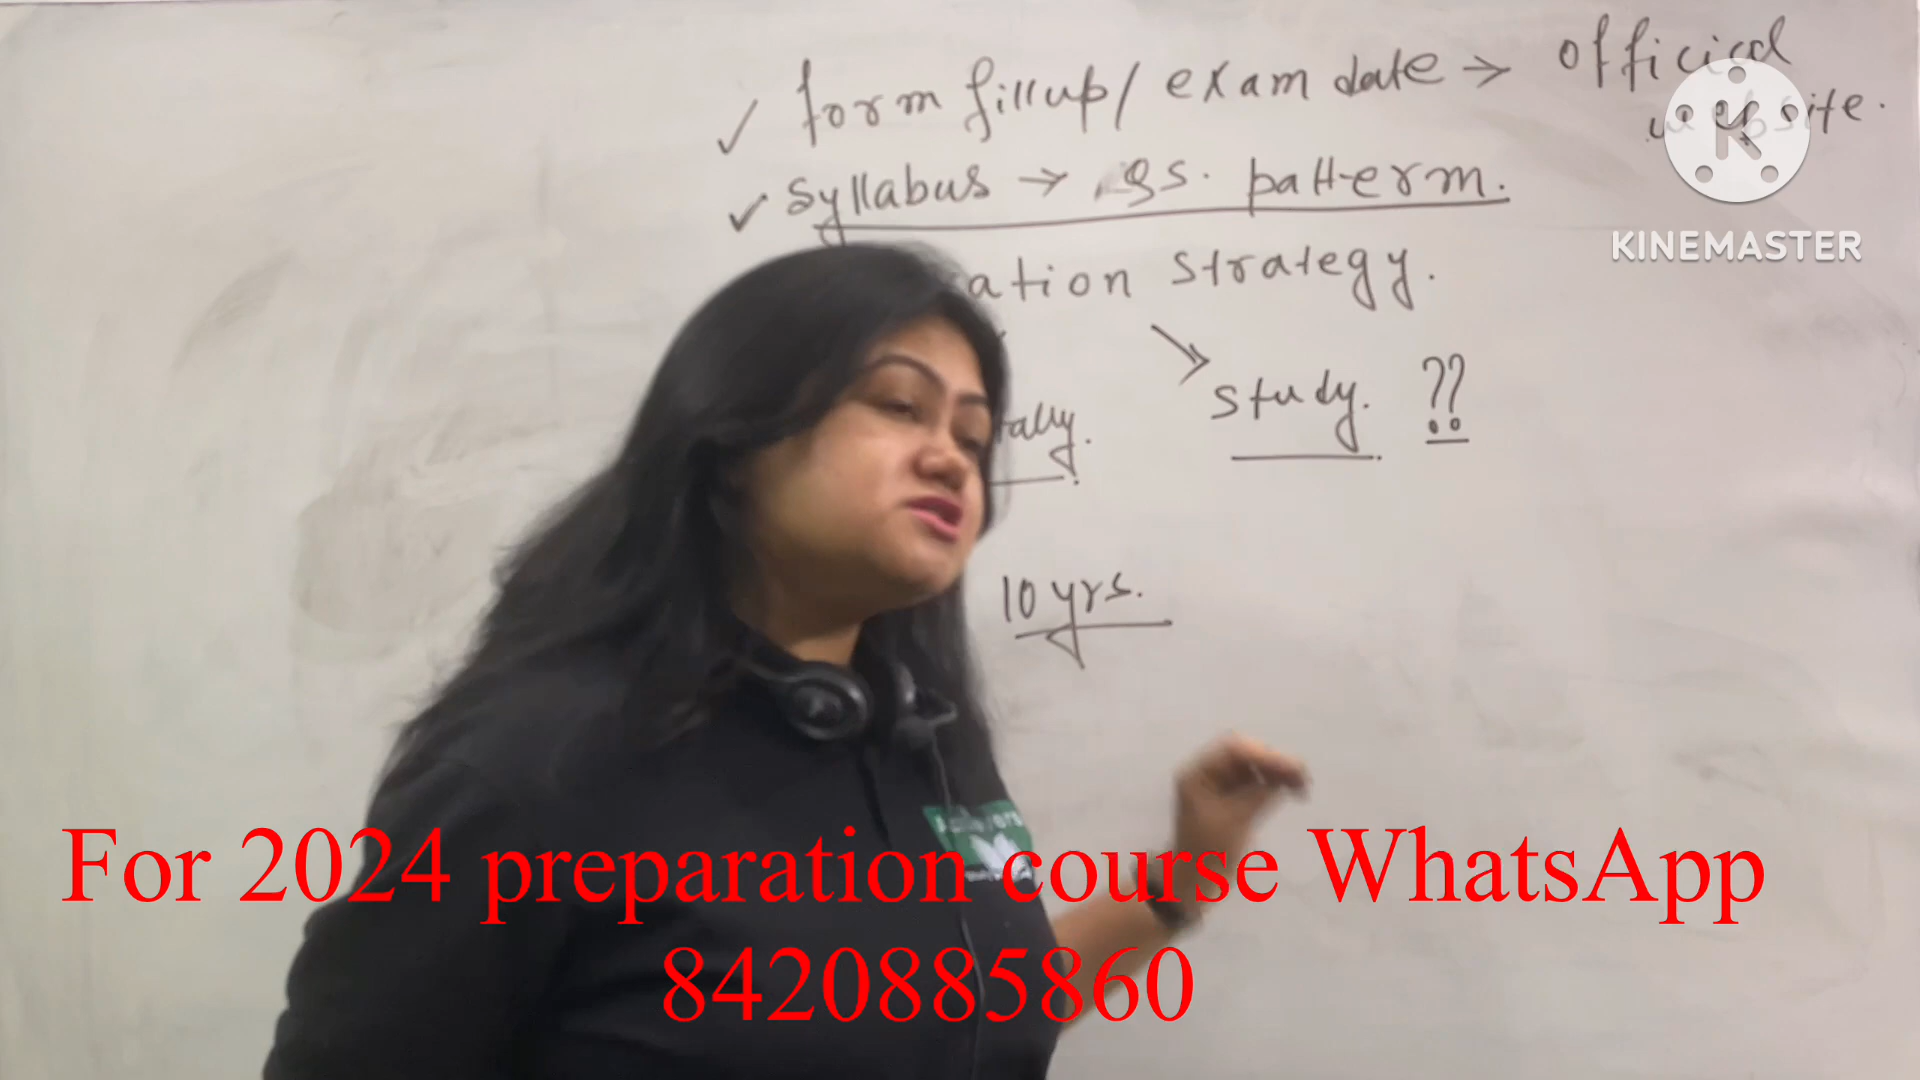 ✓ form fillup/ exam date → official
website.
✓ syllabus → qs. pattern.
ation strategy.
tally.
study. ??
10 yrs.
KINEMASTER
For 2024 preparation course WhatsApp
8420885860